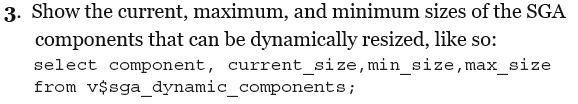 3. Show the current, maximum, and minimum sizes of the SGA
components that can be dynamically resized, like so:
select component, current_size,min_size,max_size
from v$sga_dynamic_components;